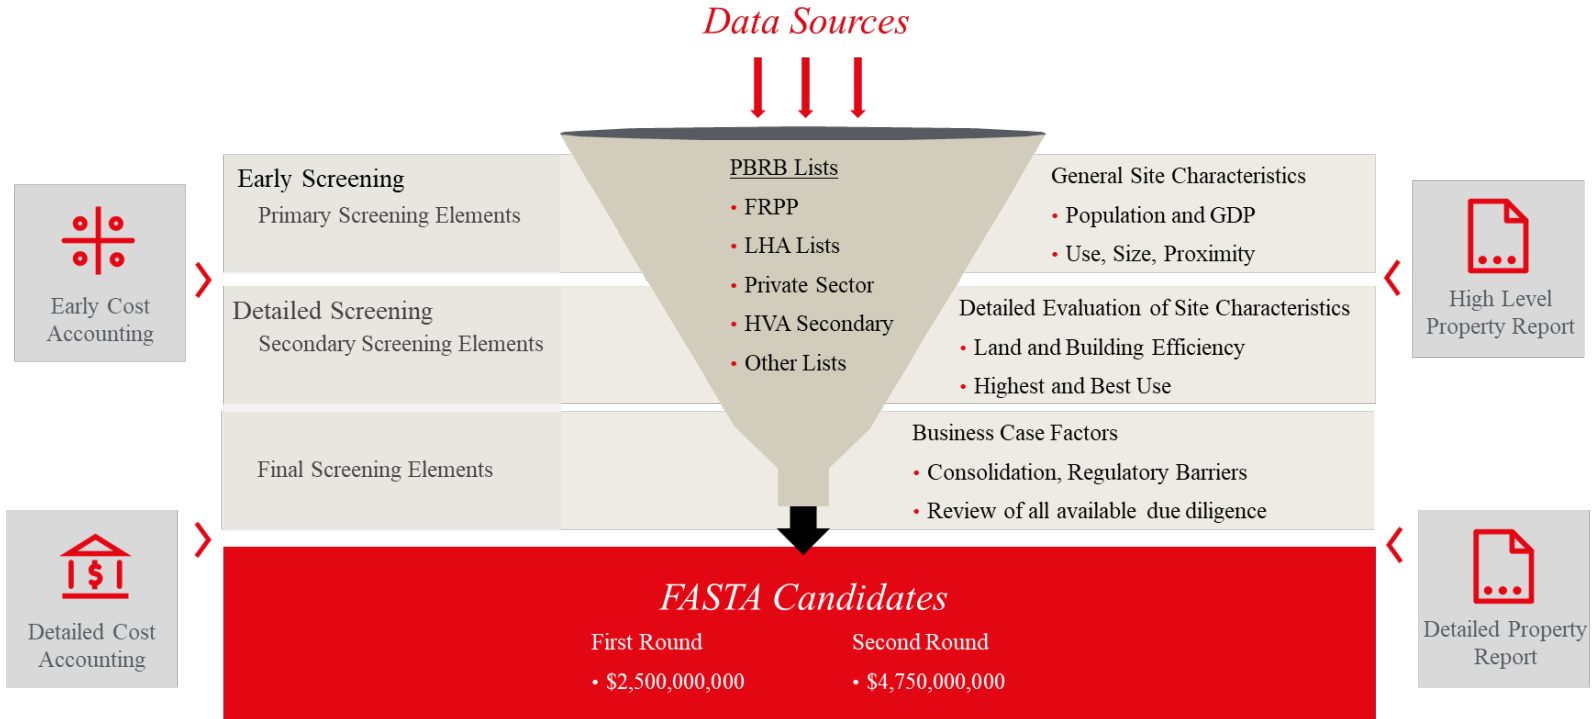 Data Sources
Early Screening
Primary Screening Elements
PBRB Lists
• FRPP
• LHA Lists
• Private Sector
• HVA Secondary
• Other Lists
General Site Characteristics
• Population and GDP
• Use, Size, Proximity
Early Cost
Accounting
High Level
Property Report
Detailed Screening
Secondary Screening Elements
Detailed Evaluation of Site Characteristics
• Land and Building Efficiency
• Highest and Best Use
Final Screening Elements
Business Case Factors
• Consolidation, Regulatory Barriers
• Review of all available due diligence
$
Detailed Cost
Accounting
Detailed Property
Report
FASTA Candidates
First Round
• $2,500,000,000
Second Round
• $4,750,000,000